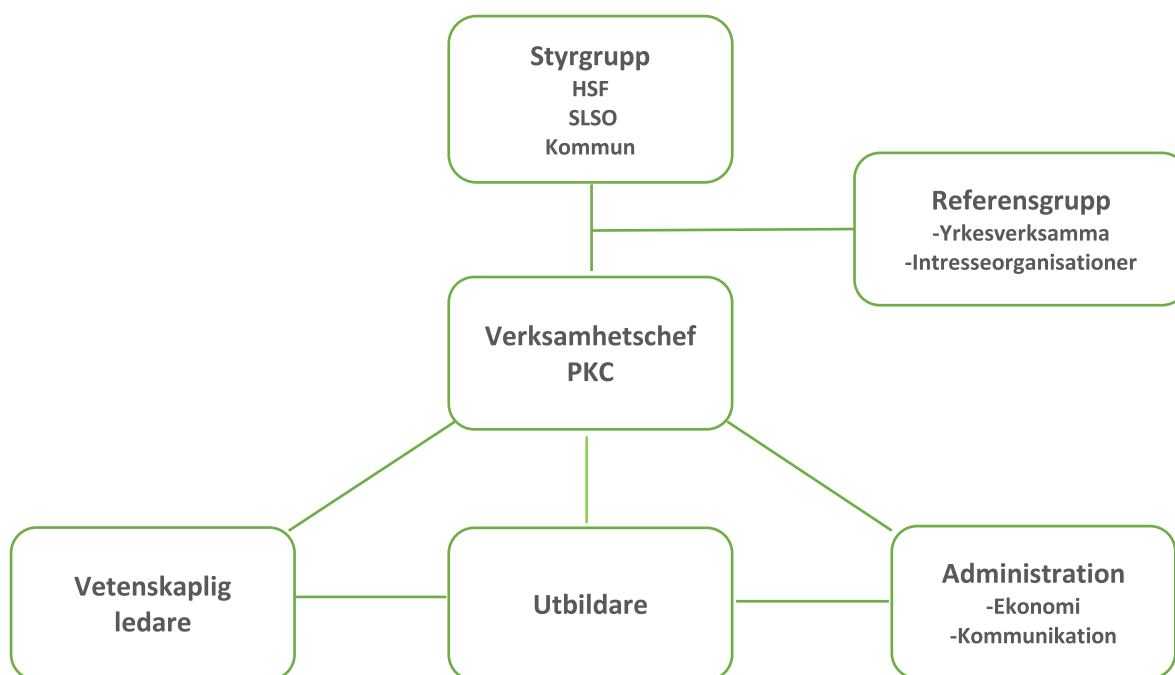 Styrgrupp
HSF
SLSO
Kommun
Referensgrupp
-Yrkesverksamma
-Intresseorganisationer
Verksamhetschef
PKC
Vetenskaplig
ledare
Utbildare
Administration
-Ekonomi
-Kommunikation